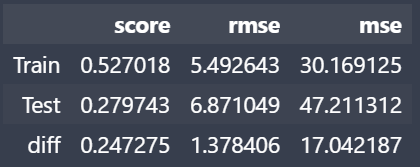 score rmse mse
Train 0.527018 5.492643 30.169125
Test 0.279743 6.871049 47.211312
diff 0.247275 1.378406 17.042187